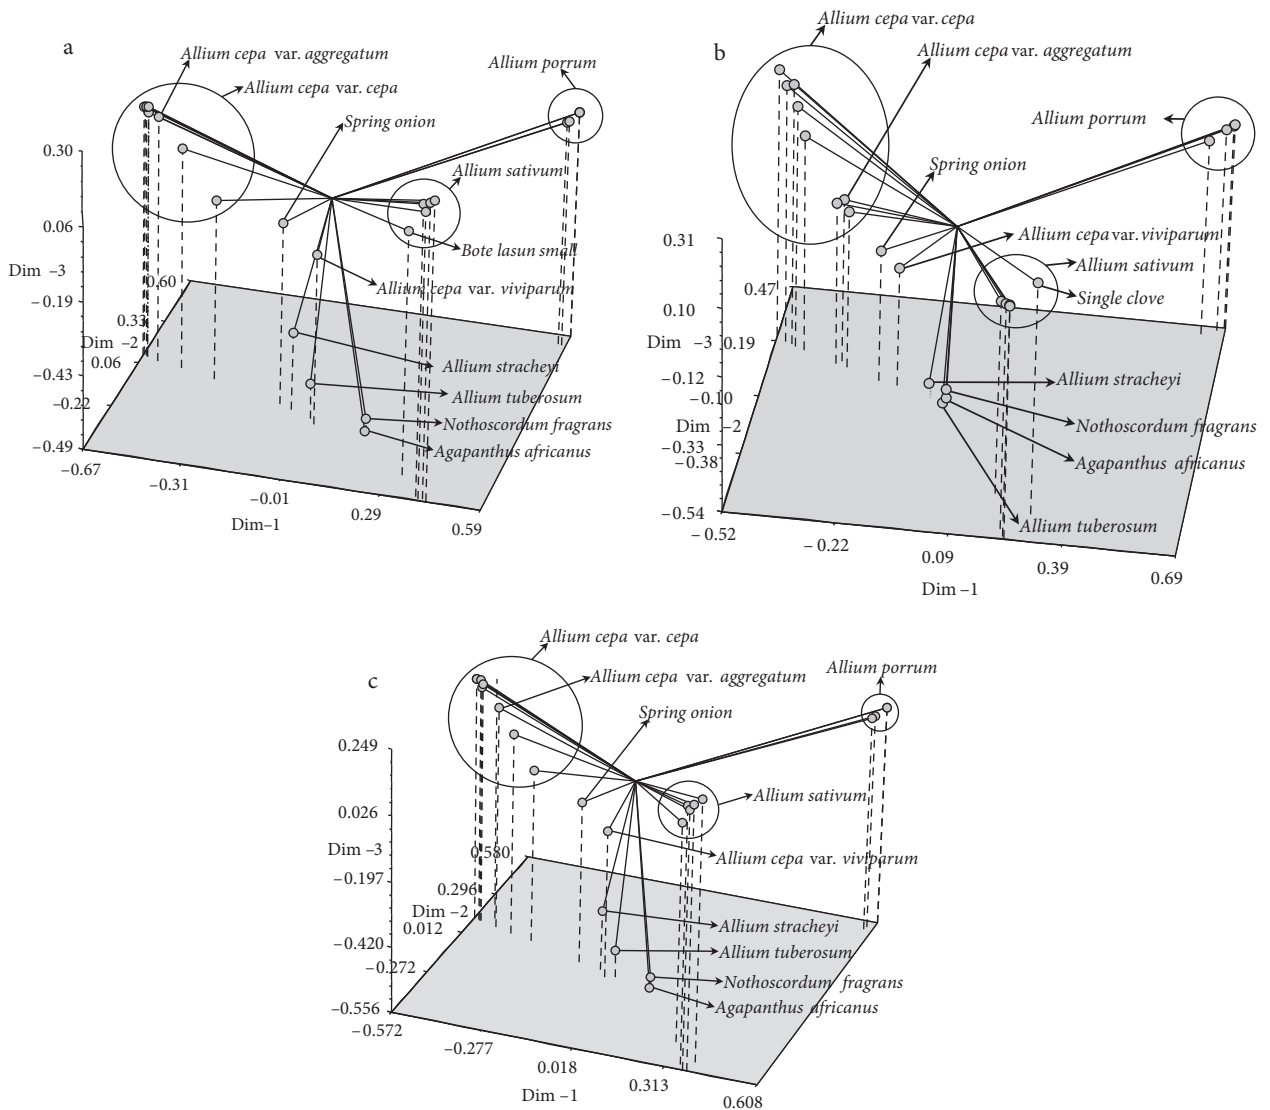 a
Allium cepa var. aggregatum
Allium cepa var. cepa
Allium porrum
Spring onion
Allium sativum
Bote lasun small
Allium cepa var. viviparum
Allium stracheyi
Allium tuberosum
Nothoscordum fragrans
Agapanthus africanus
0.30
0.06
Dim –3
−0.19
−0.43
−0.49
0.60
0.33
Dim –2
0.06
−0.22
−0.67
−0.31
−0.01
0.29
0.59
Dim–1
b
Allium cepa var. cepa
Allium cepa var. aggregatum
Allium porrum
Spring onion
Allium cepa var. viviparum
Allium sativum
Single clove
Allium stracheyi
Nothoscordum fragrans
Agapanthus africanus
Allium tuberosum
0.31
0.10
Dim –3
−0.12
−0.33
−0.54
0.47
0.19
−0.10
Dim –2
−0.38
−0.52
−0.22
0.09
0.39
0.69
Dim –1
c
Allium cepa var. cepa
Allium cepa var. aggregatum
Allium porrum
Spring onion
Allium sativum
Allium cepa var. viviparum
Allium stracheyi
Allium tuberosum
Nothoscordum fragrans
Agapanthus africanus
0.249
0.026
Dim –3
−0.197
−0.420
−0.556
0.580
0.296
Dim –2
0.012
−0.272
−0.572
−0.277
0.018
0.313
0.608
Dim –1